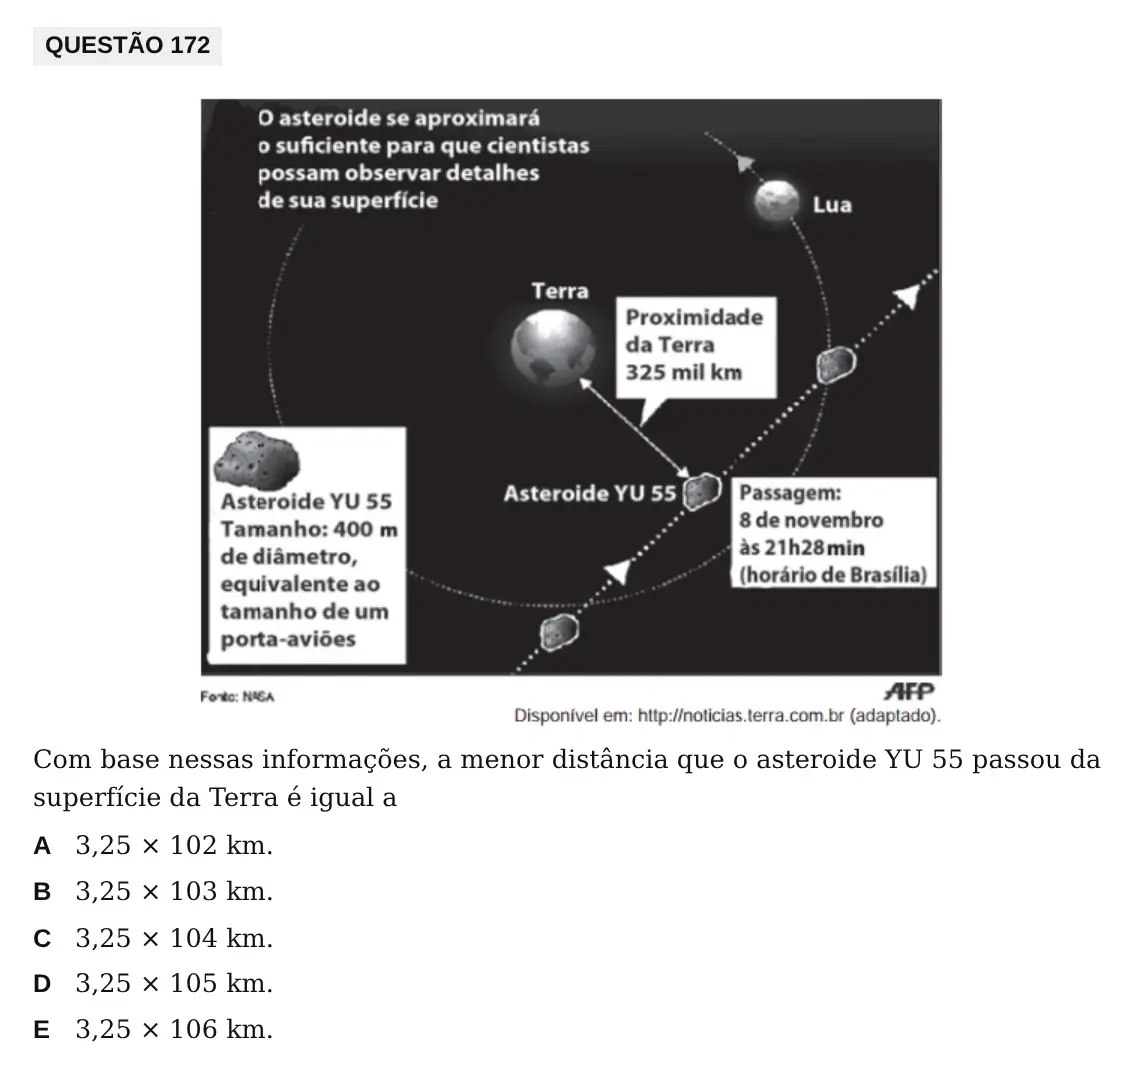 QUESTÃO 172
O asteroide se aproximará
o suficiente para que cientistas
possam observar detalhes
de sua superfície
Lua
Terra
Proximidade
da Terra
325 mil km
Asteroide YU 55
Tamanho: 400 m
de diâmetro,
equivalente ao
tamanho de um
porta-aviões
Asteroide YU 55
Passagem:
8 de novembro
às 21h28min
(horário de Brasília)
Fonte: NASA
AFP
Disponível em: http://noticias.terra.com.br (adaptado).
Com base nessas informações, a menor distância que o asteroide YU 55 passou da
superfície da Terra é igual a
A 3,25 × 102 km.
B 3,25 × 103 km.
C 3,25 × 104 km.
D 3,25 × 105 km.
E 3,25 × 106 km.